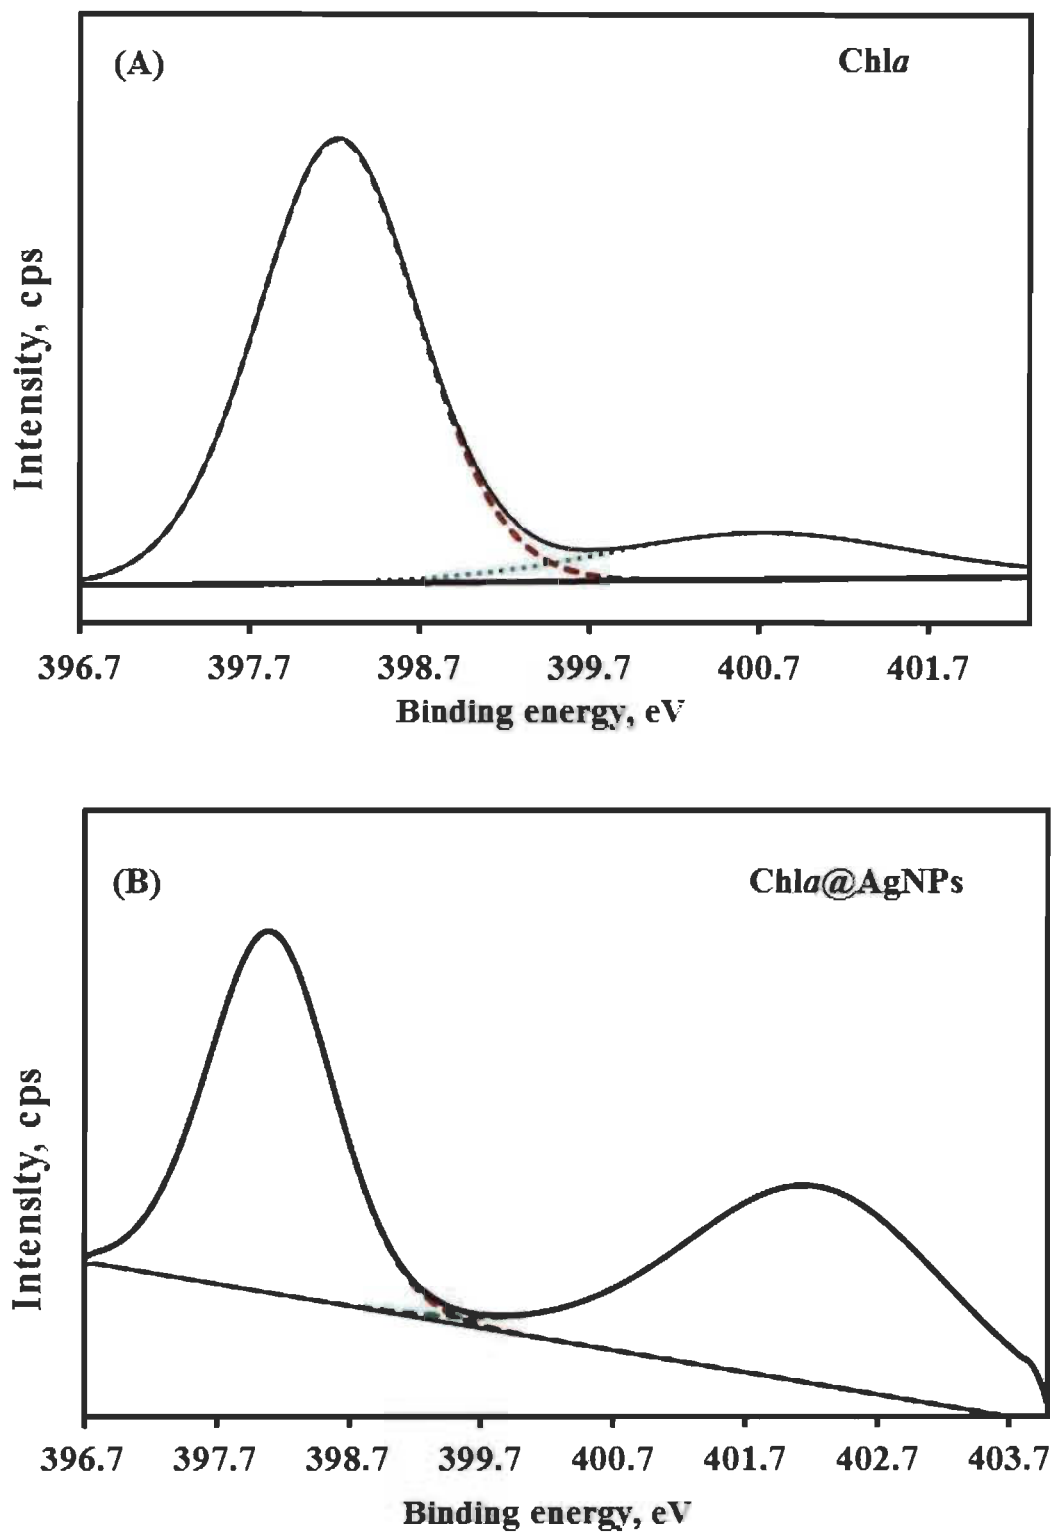 (A)
Chla
Intensity, cps
396.7 397.7 398.7 399.7 400.7 401.7
Binding energy, eV
(B)
Chla@AgNPs
Intensity, cps
396.7 397.7 398.7 399.7 400.7 401.7 402.7 403.7
Binding energy, eV